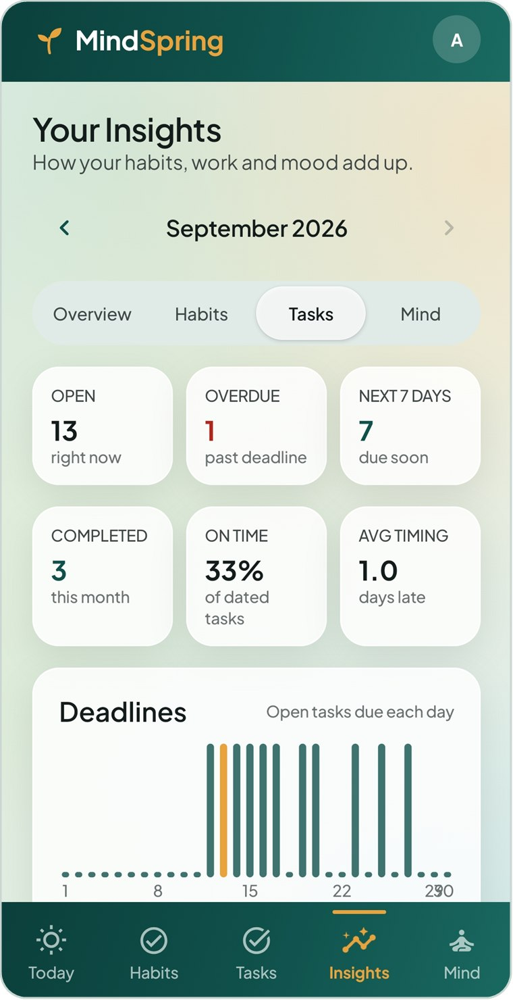 MindSpring
A
Your Insights
How your habits, work and mood add up.
September 2026
Overview Habits Tasks Mind
OPEN
13
right now
OVERDUE
1
past deadline
NEXT 7 DAYS
7
due soon
COMPLETED
3
this month
ON TIME
33%
of dated
tasks
AVG TIMING
1.0
days late
Deadlines
Open tasks due each day
1 8 15 22 29 30
Today Habits Tasks Insights Mind